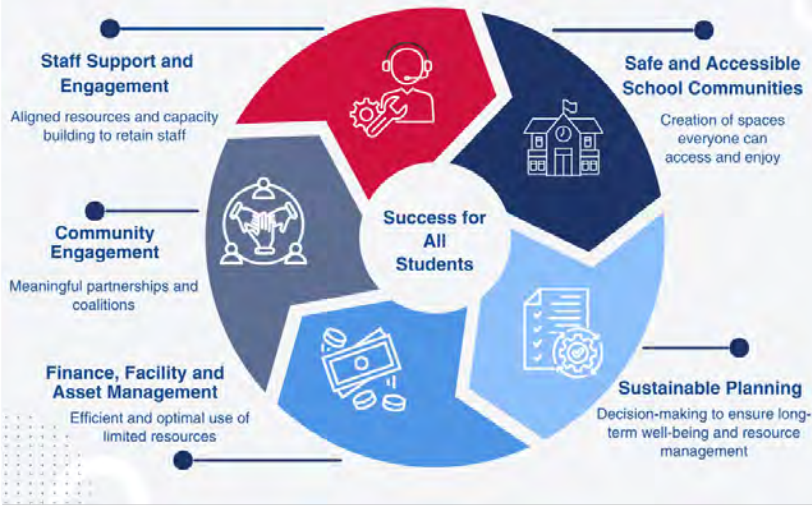 Staff Support and
Engagement
Aligned resources and capacity
building to retain staff
Safe and Accessible
School Communities
Creation of spaces
everyone can
access and enjoy
Success for
All
Students
Community
Engagement
Meaningful partnerships and
coalitions
Finance, Facility and
Asset Management
Efficient and optimal use of
limited resources
Sustainable Planning
Decision-making to ensure long-
term well-being and resource
management